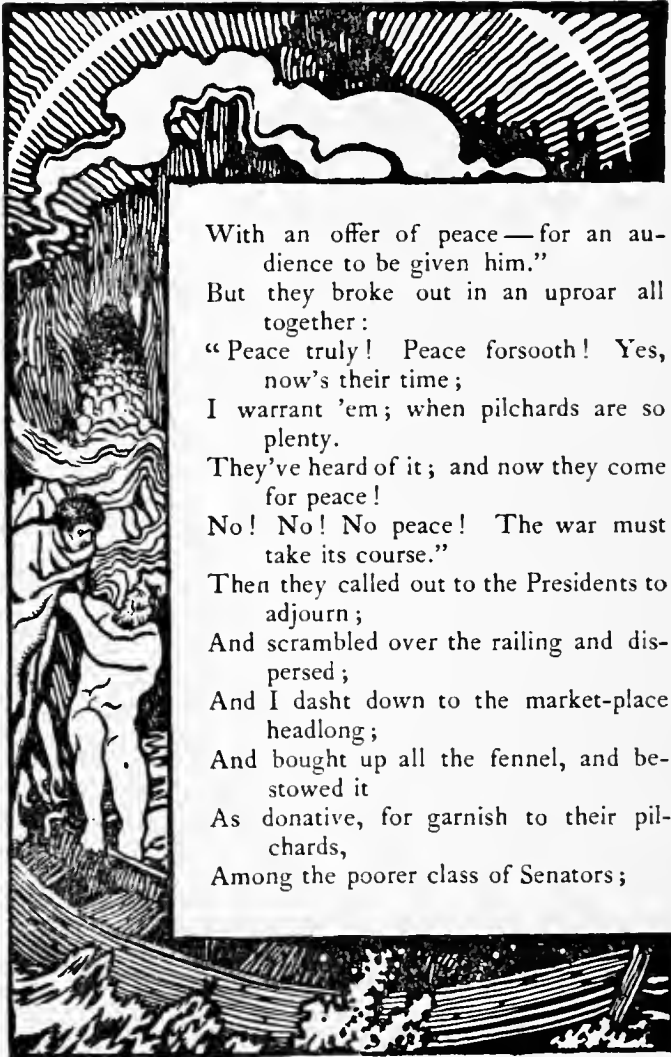 With an offer of peace — for an au-
dience to be given him.”
But they broke out in an uproar all
together :
“ Peace truly ! Peace forsooth ! Yes,
now's their time ;
I warrant 'em ; when pilchards are so
plenty.
They've heard of it ; and now they come
for peace !
No ! No ! No peace ! The war must
take its course.”
Then they called out to the Presidents to
adjourn ;
And scrambled over the railing and dis-
persed ;
And I dasht down to the market-place
headlong ;
And bought up all the fennel, and be-
stowed it
As donative, for garnish to their pil-
chards,
Among the poorer class of Senators ;